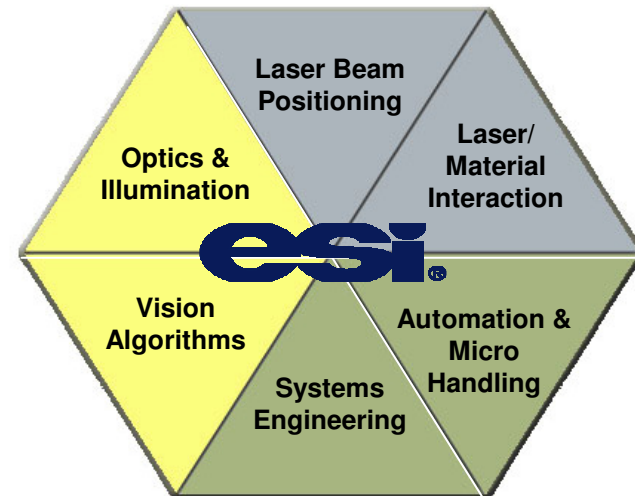 Laser Beam
Positioning
Laser/
Material
Interaction
Optics &
Illumination
esi®
Vision
Algorithms
Automation &
Micro
Handling
Systems
Engineering